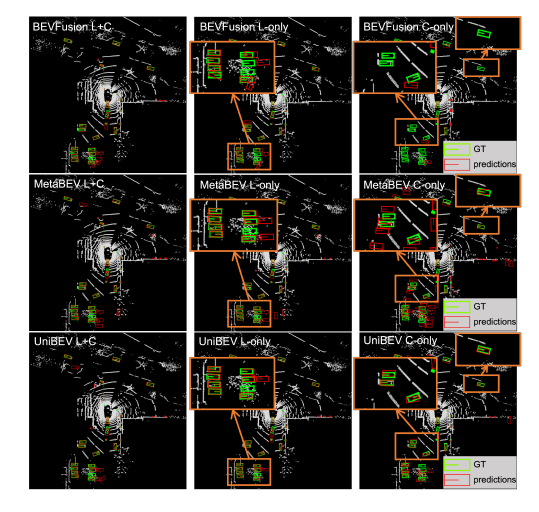 BEVFusion L+C
BEVFusion L-only
BEVFusion C-only
GT
predictions
MetaBEV L+C
MetaBEV L-only
MetaBEV C-only
GT
predictions
UniBEV L+C
UniBEV L-only
UniBEV C-only
GT
predictions